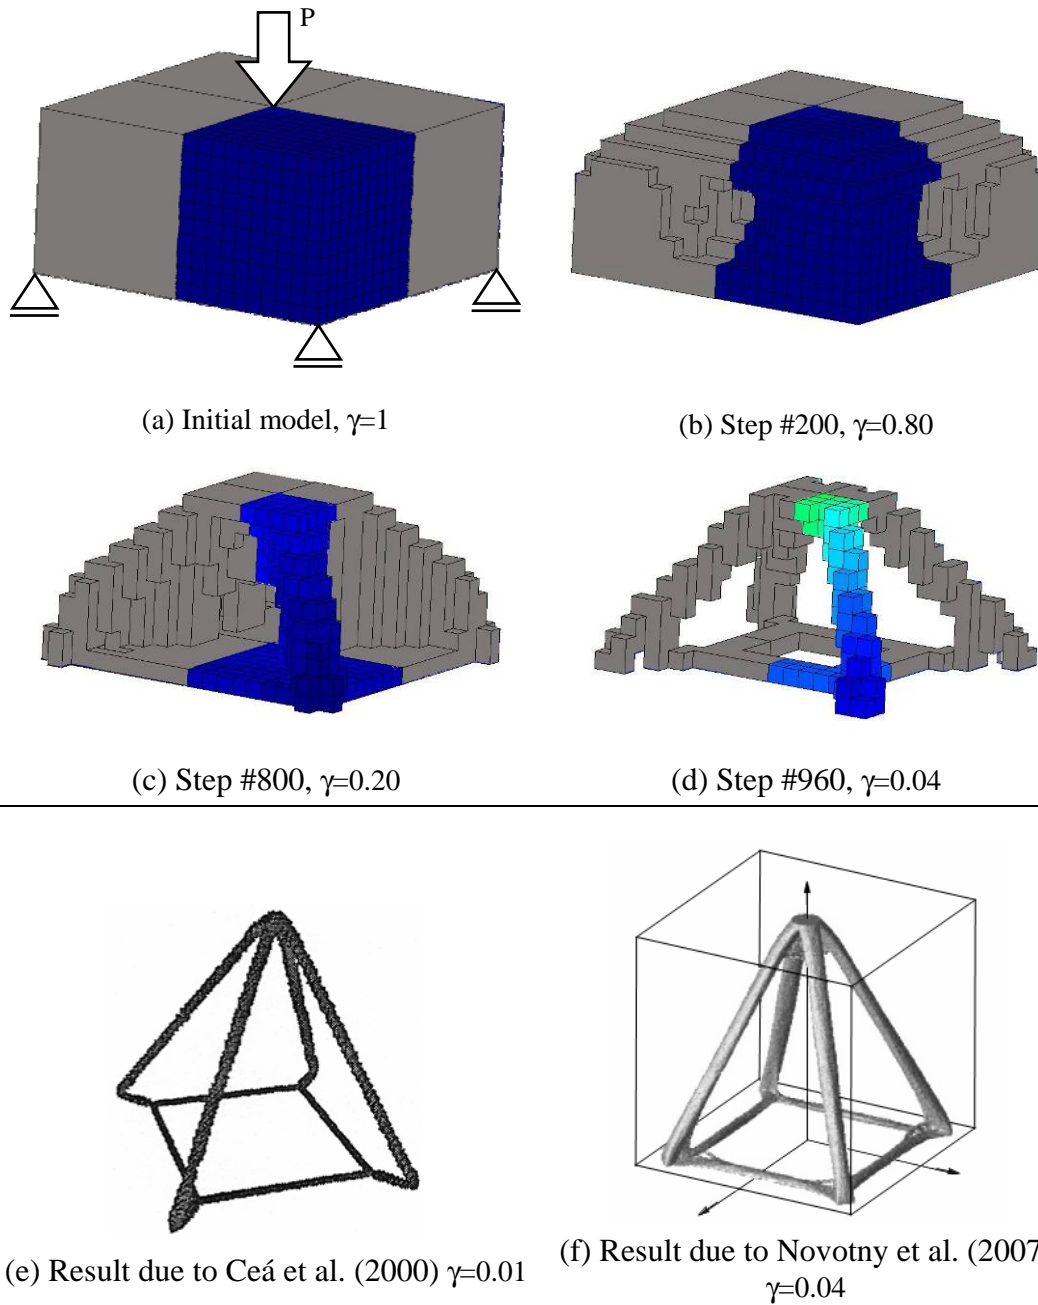 P
(a) Initial model, γ=1
(b) Step #200, γ=0.80
(c) Step #800, γ=0.20
(d) Step #960, γ=0.04
(e) Result due to Ceá et al. (2000) γ=0.01
(f) Result due to Novotny et al. (2007
γ=0.04